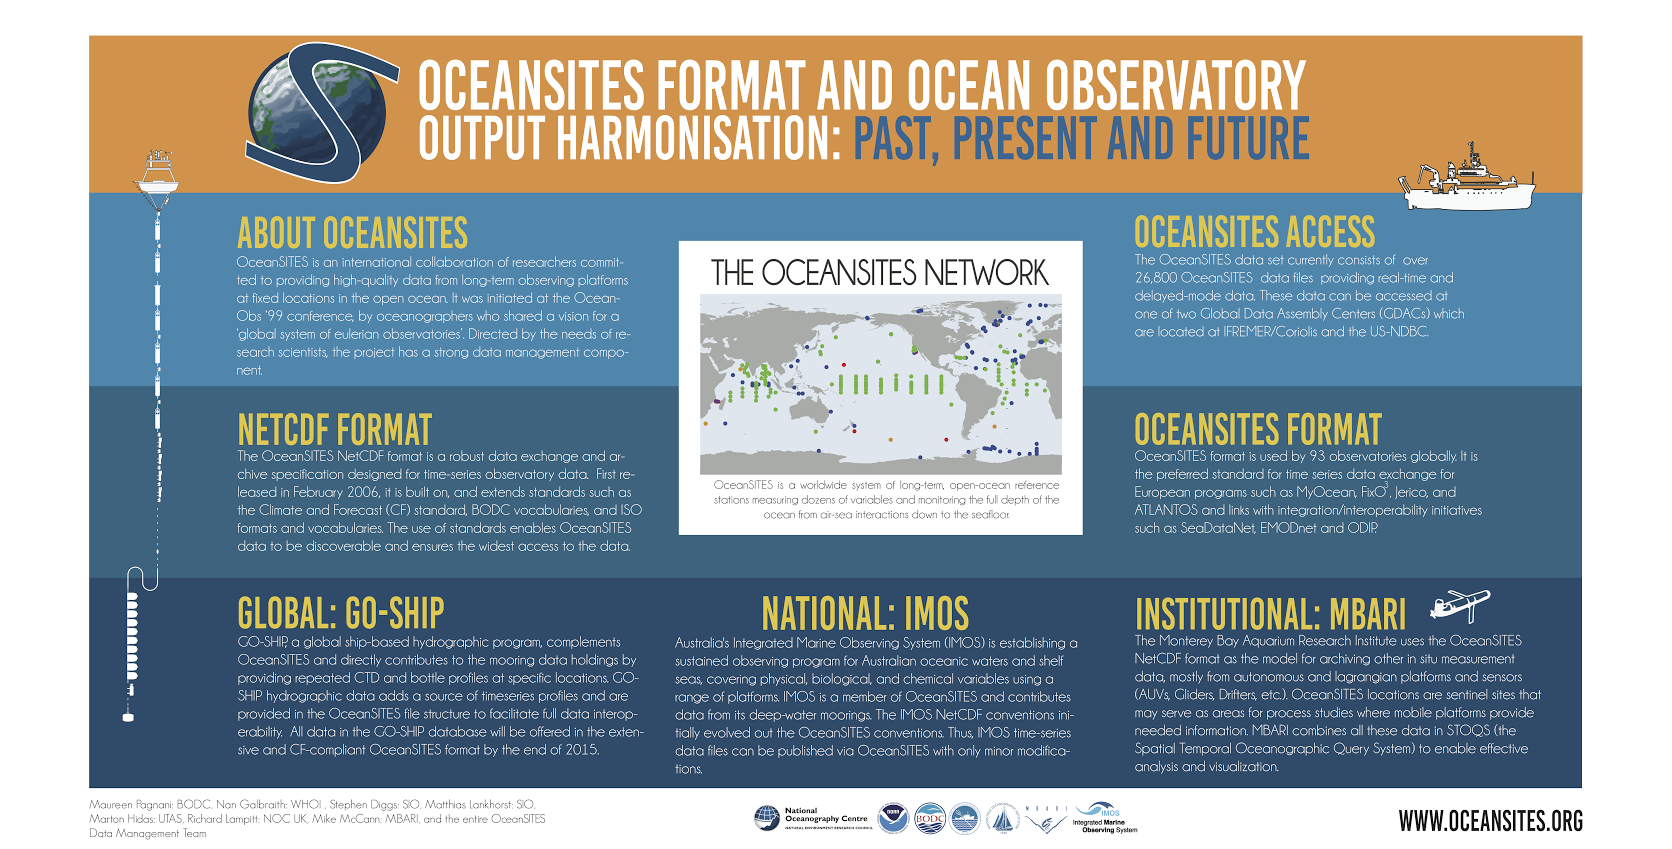 OCEANSITES FORMAT AND OCEAN OBSERVATORY
OUTPUT HARMONISATION: PAST, PRESENT AND FUTURE
ABOUT OCEANSITES
OceanSITES is an international collaboration of researchers commit-
ted to providing high-quality data from long-term observing platforms
at fixed locations in the open ocean. It was initiated at the Ocean-
Obs '99 conference, by oceanographers who shared a vision for a
'global system of eulerian observatories'. Directed by the needs of re-
search scientists, the project has a strong data management compo-
nent.
NETCDF FORMAT
The OceanSITES NetCDF format is a robust data exchange and ar-
chive specification designed for time-series observatory data. First re-
leased in February 2006, it is built on, and extends standards such as
the Climate and Forecast (CF) standard, BODC vocabularies, and ISO
formats and vocabularies. The use of standards enables OceanSITES
data to be discoverable and ensures the widest access to the data.
THE OCEANSITES NETWORK
OceanSITES is a worldwide system of long-term, open-ocean reference
stations measuring dozens of variables and monitoring the full depth of the
ocean from air-sea interactions down to the seafloor.
OCEANSITES ACCESS
The OceanSITES data set currently consists of over
26,800 OceanSITES data files providing real-time and
delayed-mode data. These data can be accessed at
one of two Global Data Assembly Centers (GDACs) which
are located at IFREMER/Coriolis and the US-NDBC.
OCEANSITES FORMAT
OceanSITES format is used by 93 observatories globally. It is
the preferred standard for time series data exchange for
European programs such as MyOcean, FixO3, Jerico, and
ATLANTOS and links with integration/interoperability initiatives
such as SeaDataNet, EMODnet and ODIP.
GLOBAL: GO-SHIP
GO-SHIP, a global ship-based hydrographic program, complements
OceanSITES and directly contributes to the mooring data holdings by
providing repeated CTD and bottle profiles at specific locations. GO-
SHIP hydrographic data adds a source of timeseries profiles and are
provided in the OceanSITES file structure to facilitate full data interop-
erability. All data in the GO-SHIP database will be offered in the exten-
sive and CF-compliant OceanSITES format by the end of 2015.
NATIONAL: IMOS
Australia's Integrated Marine Observing System (IMOS) is establishing a
sustained observing program for Australian oceanic waters and shelf
seas, covering physical, biological, and chemical variables using a
range of platforms. IMOS is a member of OceanSITES and contributes
data from its deep-water moorings. The IMOS NetCDF conventions ini-
tially evolved out the OceanSITES conventions. Thus, IMOS time-series
data files can be published via OceanSITES with only minor modifica-
tions.
INSTITUTIONAL: MBARI
The Monterey Bay Aquarium Research Institute uses the OceanSITES
NetCDF format as the model for archiving other in situ measurement
data, mostly from autonomous and lagrangian platforms and sensors
(AUVs, Gliders, Drifters, etc.). OceanSITES locations are sentinel sites that
may serve as areas for process studies where mobile platforms provide
needed information. MBARI combines all these data in STOQS (the
Spatial Temporal Oceanographic Query System) to enable effective
analysis and visualization.
Maureen Pagnani: BODC, Nan Galbraith: WHOI , Stephen Diggs: SIO, Matthias Lankhorst: SIO,
Marton Hidas: UTAS, Richard Lampitt: NOC UK, Mike McCann: MBARI, and the entire OceanSITES
Data Management Team
National
Oceanography Centre
NATURAL ENVIRONMENT RESEARCH COUNCIL
NOAA
BODC
MBARI
IMOS
Integrated Marine
Observing System
WWW.OCEANSITES.ORG